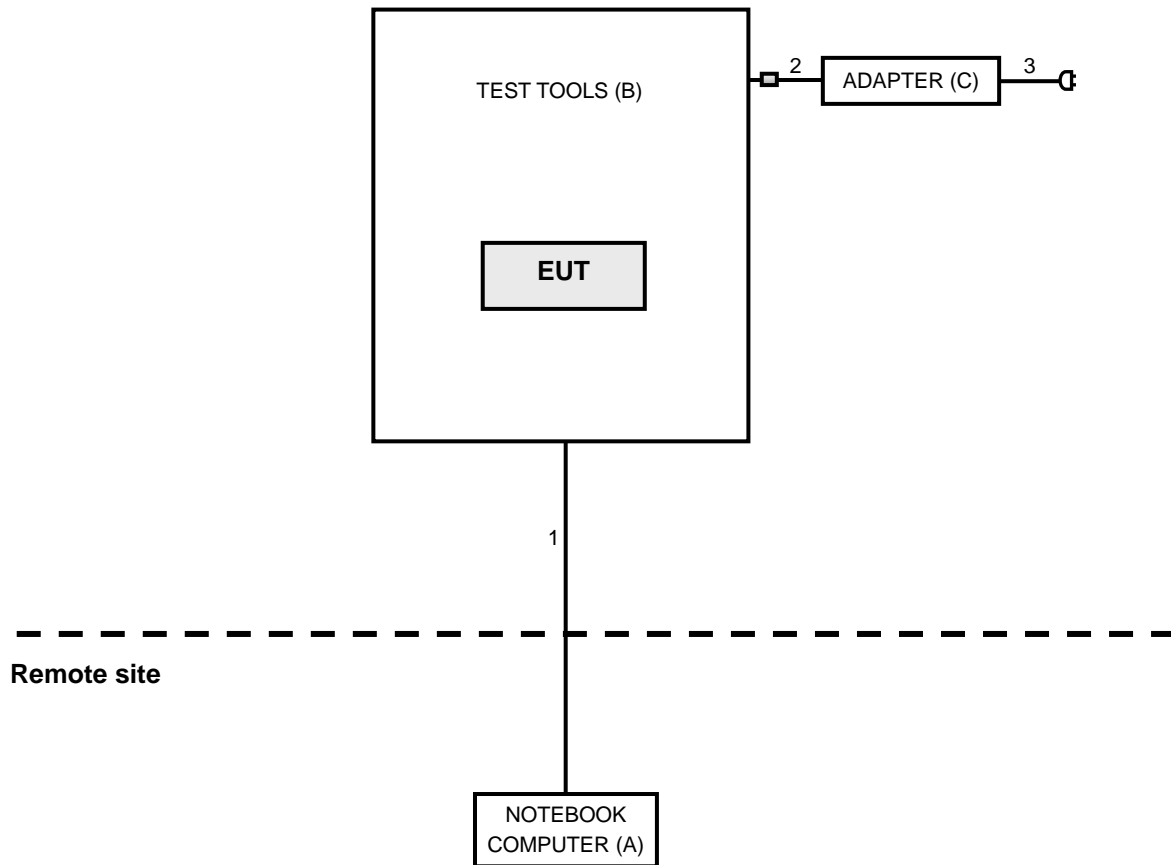 2
3
TEST TOOLS (B)
ADAPTER (C)
EUT
1
Remote site
NOTEBOOK
COMPUTER (A)